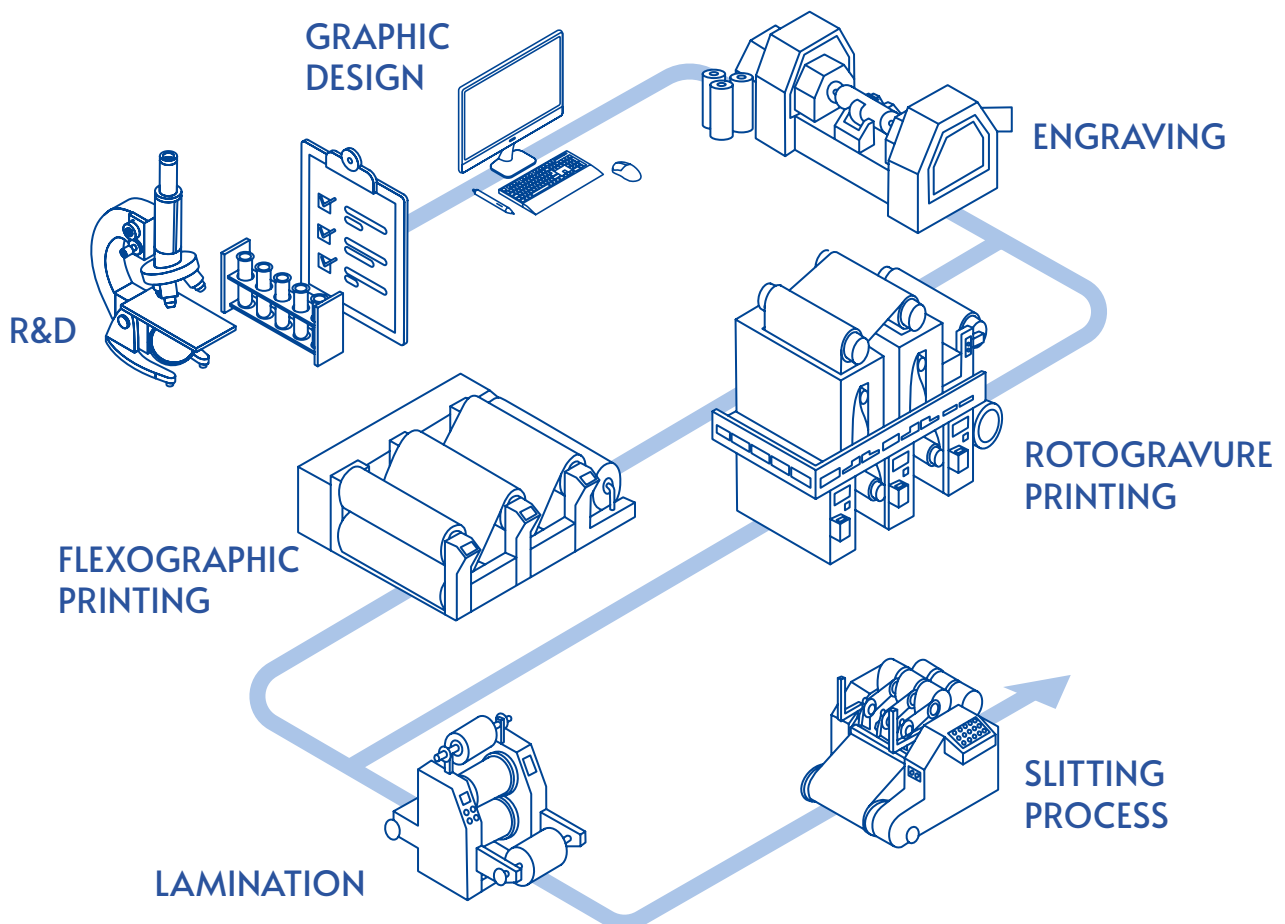 GRAPHIC
DESIGN
ENGRAVING
R&D
ROTOGRAVURE
PRINTING
FLEXOGRAPHIC
PRINTING
SLITTING
PROCESS
LAMINATION